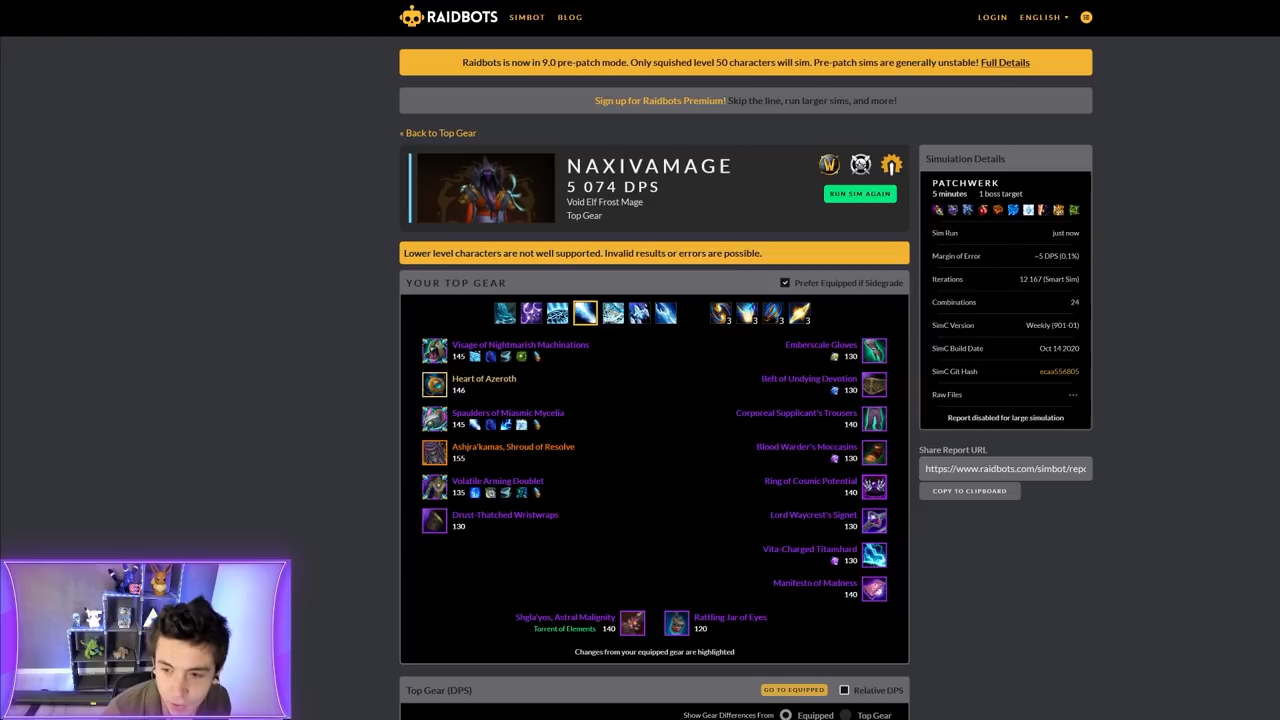 RAIDBOTS SIMBOT BLOG LOGIN ENGLISH
Raidbots is now in 9.0 pre-patch mode. Only squished level 50 characters will sim. Pre-patch sims are generally unstable! Full Details
Sign up for Raidbots Premium! Skip the line, run larger sims, and more!
« Back to Top Gear
NAXIVAMAGE
5 074 DPS
Void Elf Frost Mage
Top Gear
RUN SIM AGAIN
Lower level characters are not well supported. Invalid results or errors are possible.
YOUR TOP GEAR
Prefer Equipped if Sidegrade
3 3 3 3
Visage of Nightmarish Machinations
145
Heart of Azeroth
146
Spaulders of Miasmic Mycelia
145
Ashjra'kamas, Shroud of Resolve
155
Volatile Arming Doublet
135
Drust-Thatched Wristwraps
130
Emberscale Gloves
130
Belt of Undying Devotion
130
Corporeal Supplicant's Trousers
140
Blood Warder's Moccasins
130
Ring of Cosmic Potential
140
Lord Waycrest's Signet
130
Vita-Charged Titanshard
130
Manifesto of Madness
140
Shgla'yos, Astral Malignity
Torrent of Elements 140
Rattling Jar of Eyes
120
Changes from your equipped gear are highlighted
Top Gear (DPS)
GO TO EQUIPPED
Relative DPS
Show Gear Differences From Equipped Top Gear
Simulation Details
PATCHWERK
5 minutes 1 boss target
Sim Run just now
Margin of Error ~5 DPS (0.1%)
Iterations 12 167 (Smart Sim)
Combinations 24
SimC Version Weekly (901-01)
SimC Build Date Oct 14 2020
SimC Git Hash ecaa556805
Raw Files ···
Report disabled for large simulation
Share Report URL
https://www.raidbots.com/simbot/repo
COPY TO CLIPBOARD